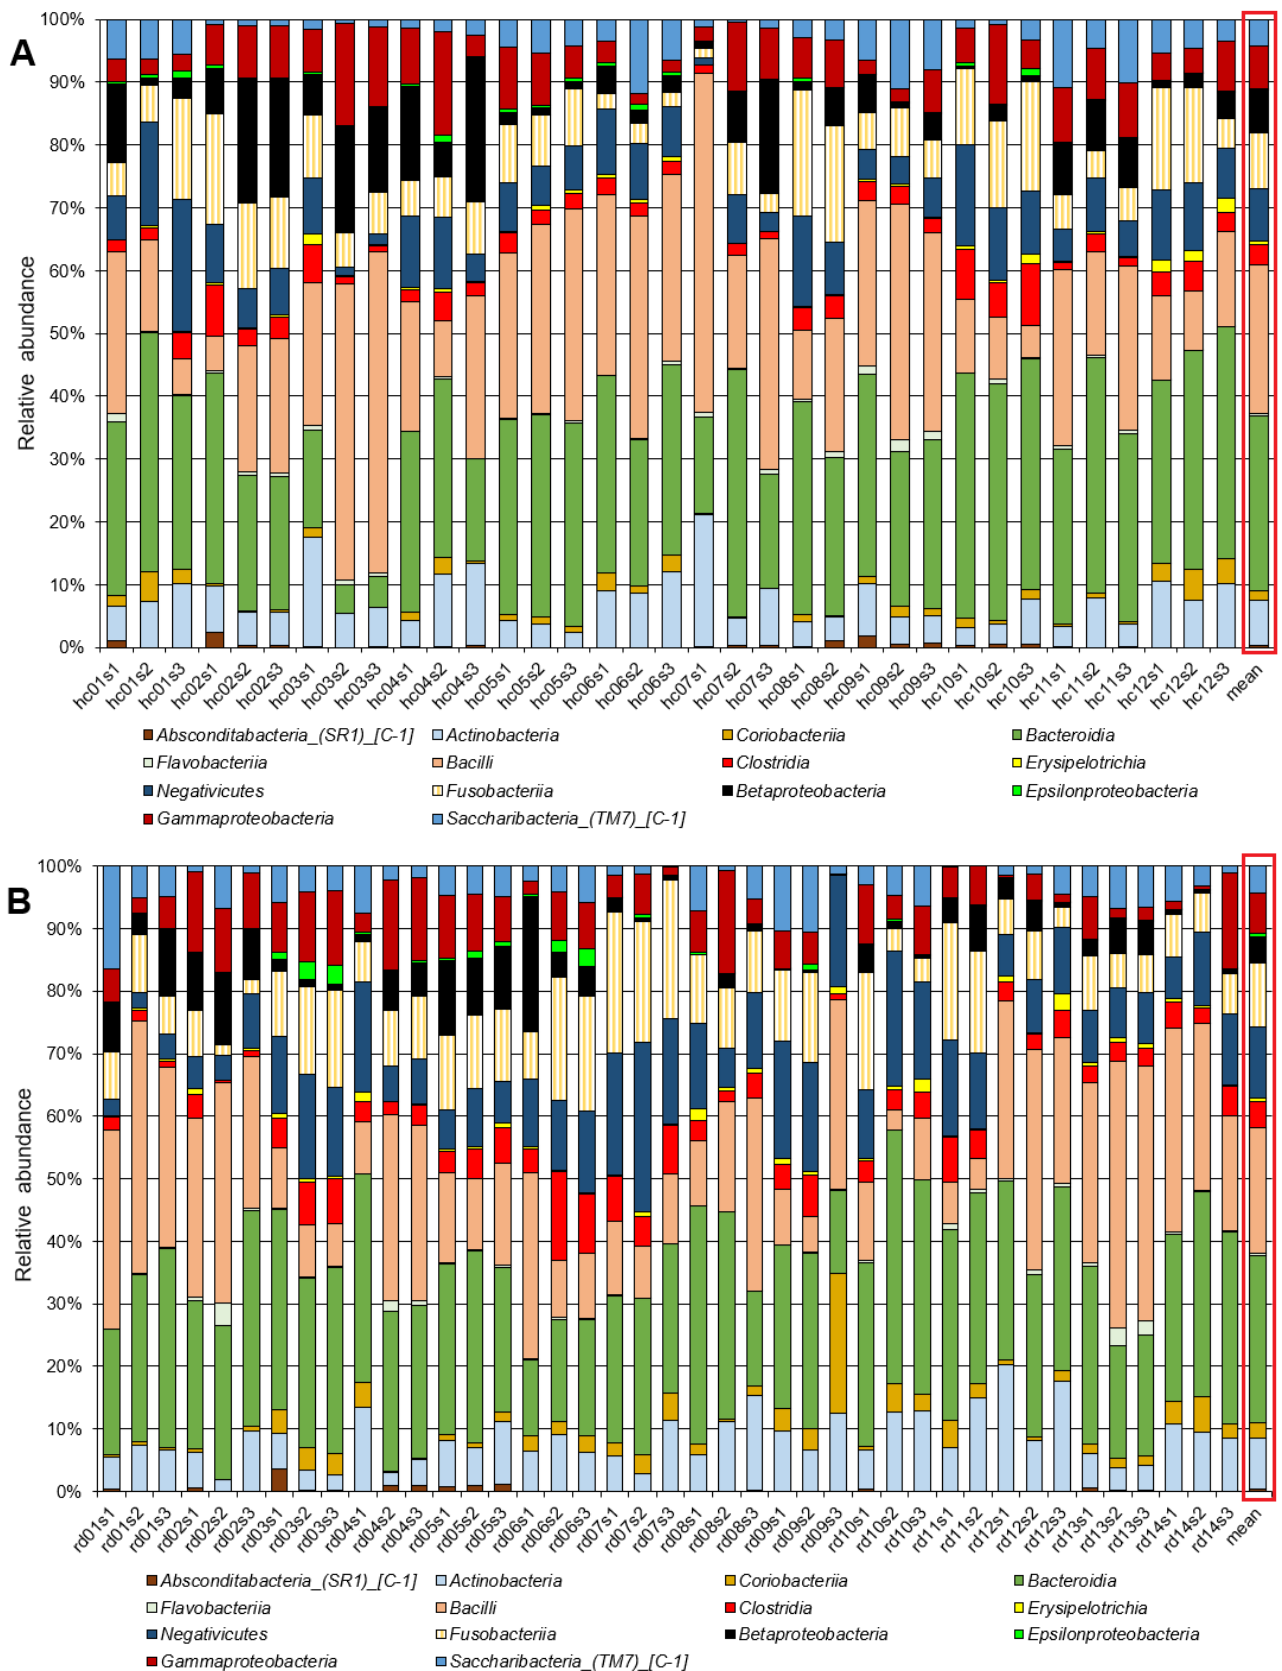 A
100%
90%
80%
70%
60%
50%
40%
30%
20%
10%
0%
Relative abundance
hc01s1 hc01s2 hc01s3 hc02s1 hc02s2 hc02s3 hc03s1 hc03s2 hc03s3 hc04s1 hc04s2 hc04s3 hc05s1 hc05s2 hc05s3 hc06s1 hc06s2 hc06s3 hc07s1 hc07s2 hc07s3 hc08s1 hc08s2 hc09s1 hc09s2 hc09s3 hc10s1 hc10s2 hc10s3 hc11s1 hc11s2 hc11s3 hc12s1 hc12s2 hc12s3 mean
Absconditabacteria_(SR1)_[C-1] Actinobacteria Coriobacteriia Bacteroidia
Flavobacteriia Bacilli Clostridia Erysipelotrichia
Negativicutes Fusobacteriia Betaproteobacteria Epsilonproteobacteria
Gammaproteobacteria Saccharibacteria_(TM7)_[C-1]
B
100%
90%
80%
70%
60%
50%
40%
30%
20%
10%
0%
Relative abundance
rd01s1 rd01s2 rd01s3 rd02s1 rd02s2 rd02s3 rd03s1 rd03s2 rd03s3 rd04s1 rd04s2 rd04s3 rd05s1 rd05s2 rd05s3 rd06s1 rd06s2 rd06s3 rd07s1 rd07s2 rd07s3 rd08s1 rd08s2 rd08s3 rd09s1 rd09s2 rd09s3 rd10s1 rd10s2 rd10s3 rd11s1 rd11s2 rd12s1 rd12s2 rd12s3 rd13s1 rd13s2 rd13s3 rd14s1 rd14s2 rd14s3 mean
Absconditabacteria_(SR1)_[C-1] Actinobacteria Coriobacteriia Bacteroidia
Flavobacteriia Bacilli Clostridia Erysipelotrichia
Negativicutes Fusobacteriia Betaproteobacteria Epsilonproteobacteria
Gammaproteobacteria Saccharibacteria_(TM7)_[C-1]